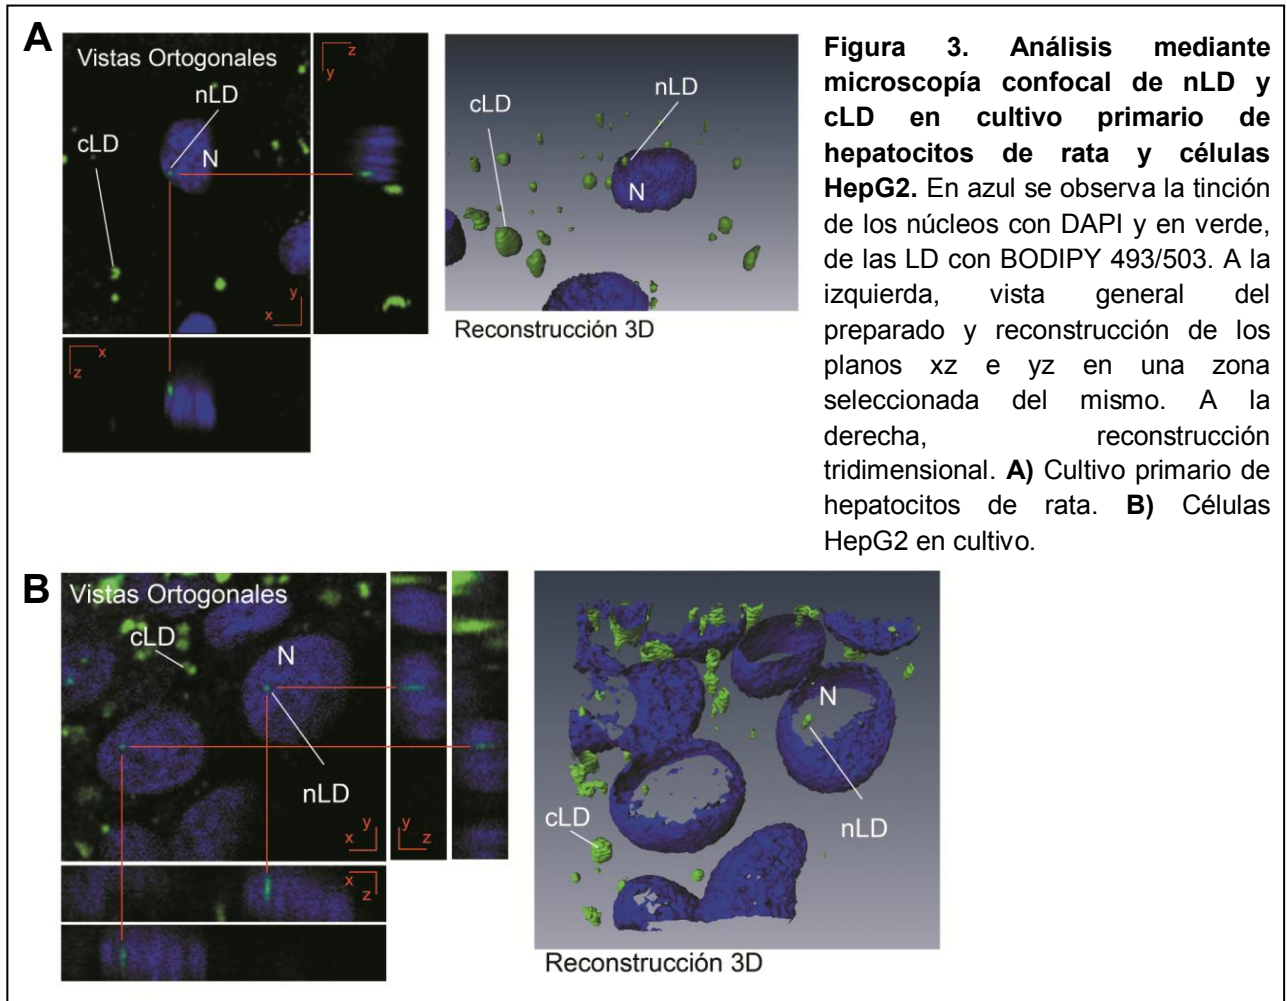 A
Vistas Ortogonales
nLD
cLD
N
z
y
y
x
x
z
cLD
nLD
N
Reconstrucción 3D
Figura 3. Análisis mediante
microscopía confocal de nLD y
cLD en cultivo primario de
hepatocitos de rata y células
HepG2. En azul se observa la tinción
de los núcleos con DAPI y en verde,
de las LD con BODIPY 493/503. A la
izquierda, vista general del
preparado y reconstrucción de los
planos xz e yz en una zona
seleccionada del mismo. A la
derecha, reconstrucción
tridimensional. A) Cultivo primario de
hepatocitos de rata. B) Células
HepG2 en cultivo.
B
Vistas Ortogonales
cLD
N
nLD
y
x
y
z
x
z
N
cLD
nLD
Reconstrucción 3D